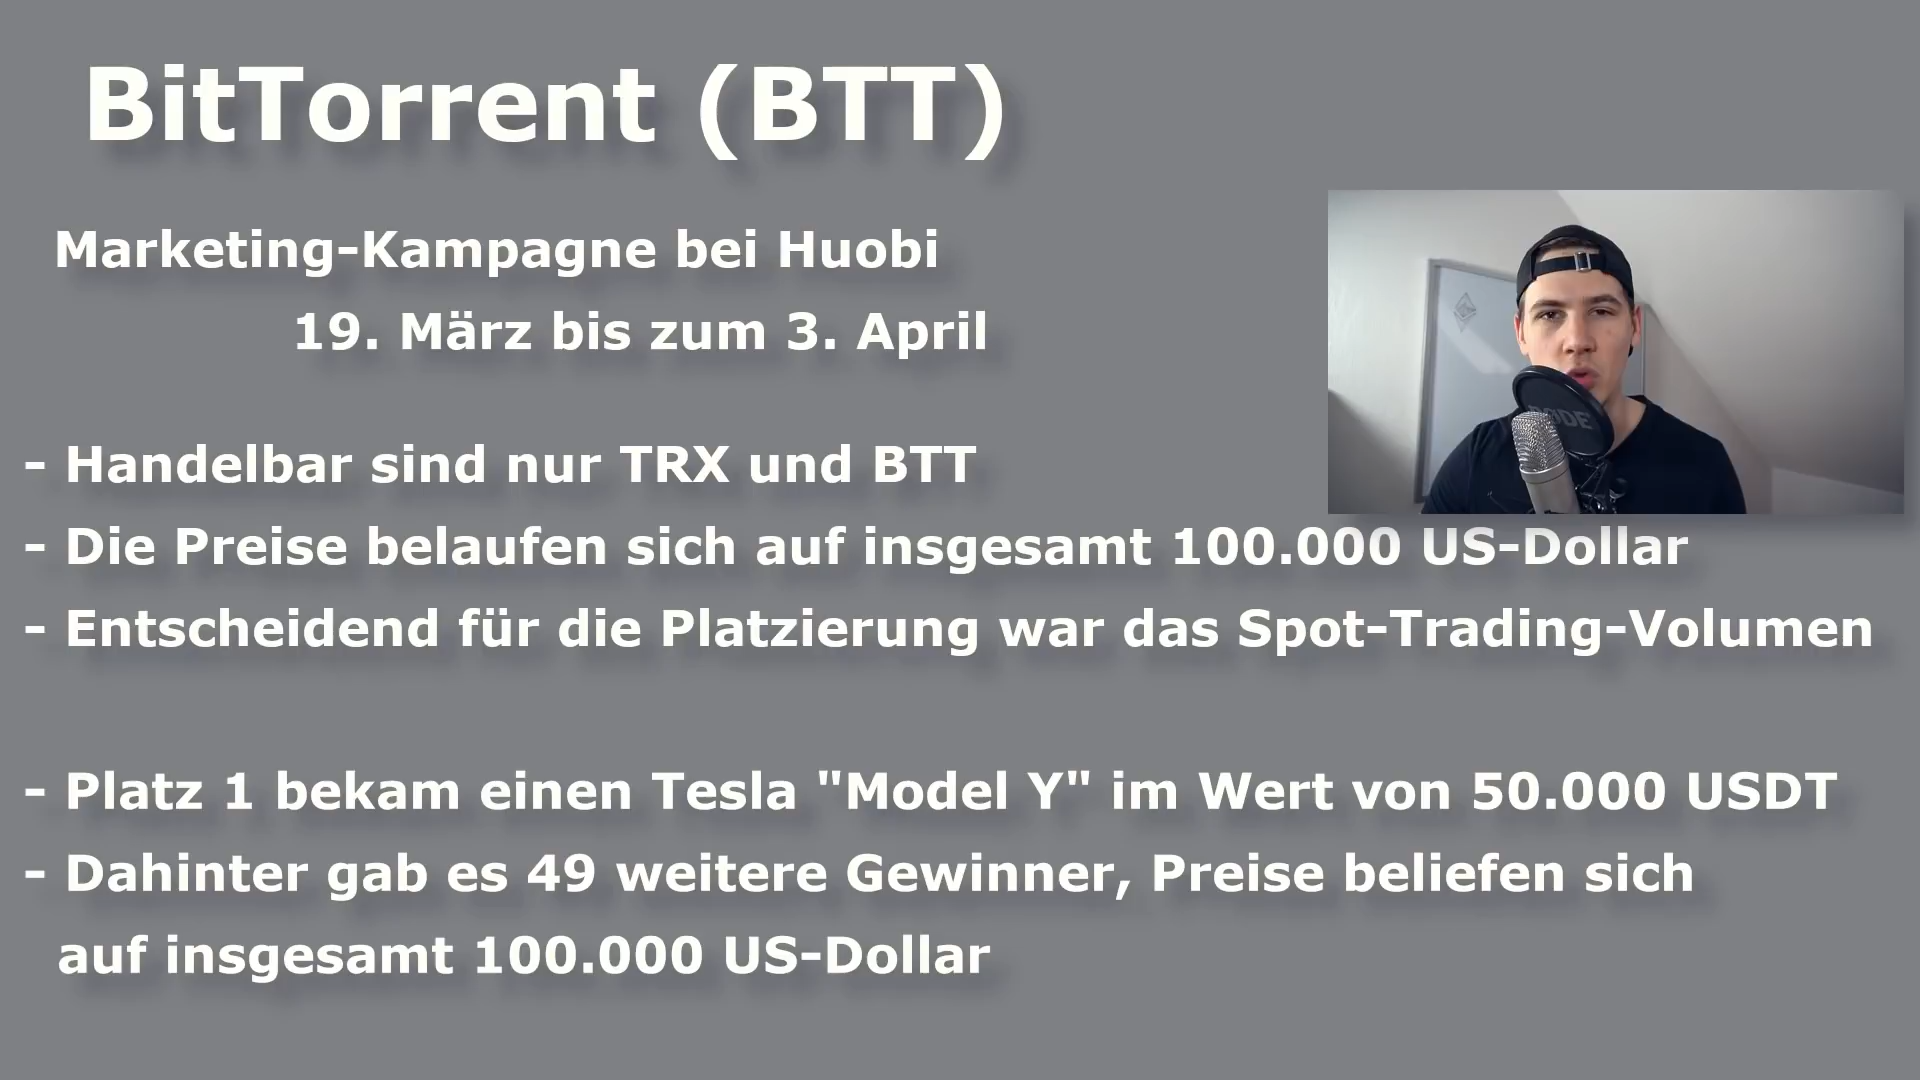 BitTorrent (BTT)
Marketing-Kampagne bei Huobi
19. März bis zum 3. April
RODE
- Handelbar sind nur TRX und BTT
- Die Preise belaufen sich auf insgesamt 100.000 US-Dollar
- Entscheidend für die Platzierung war das Spot-Trading-Volumen
- Platz 1 bekam einen Tesla "Model Y" im Wert von 50.000 USDT
- Dahinter gab es 49 weitere Gewinner, Preise beliefen sich
auf insgesamt 100.000 US-Dollar